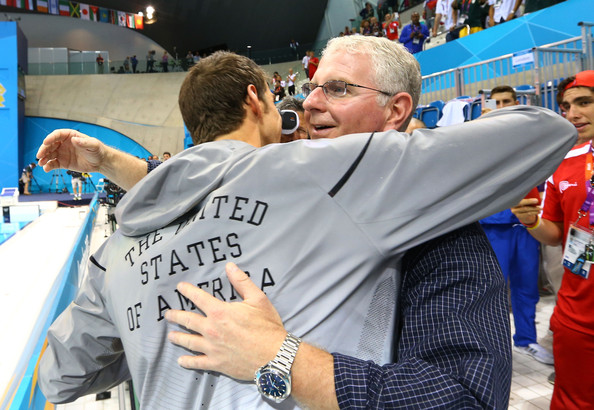 THE UNITED
STATES
OF AMERICA